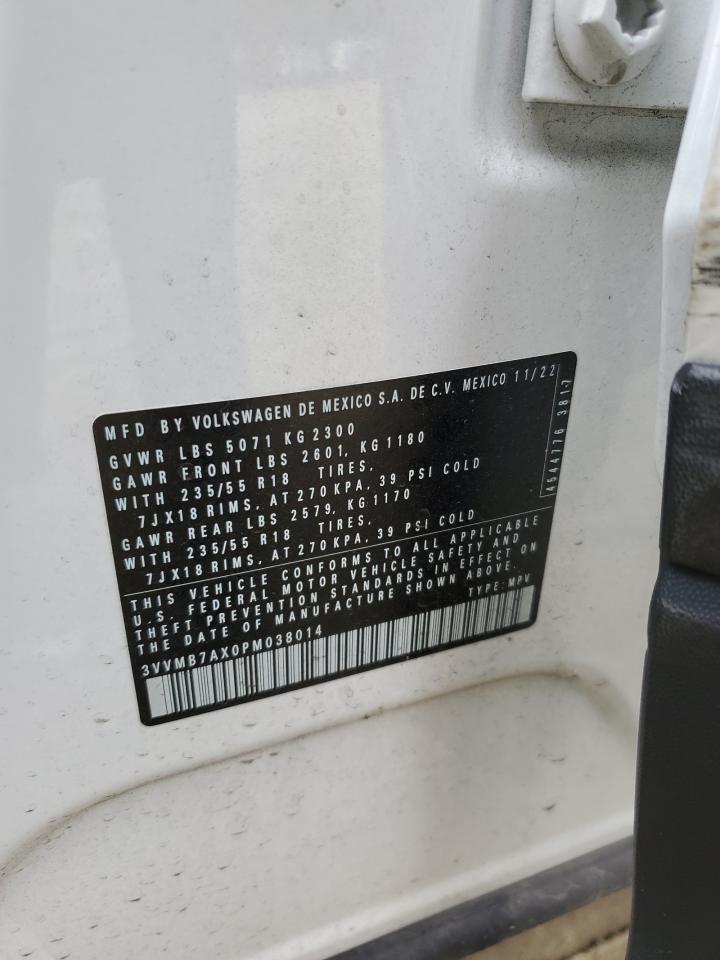 MFD BY VOLKSWAGEN DE MEXICO S.A. DE C.V. MEXICO 11/22
GVWR LBS 5071 KG 2300
GAWR FRONT LBS 2601, KG 1180
WITH 235/55 R18 TIRES,
7JX18 RIMS, AT 270 KPA, 39 PSI COLD
GAWR REAR LBS 2579, KG 1170
WITH 235/55 R18 TIRES,
7JX18 RIMS, AT 270 KPA, 39 PSI COLD
THIS VEHICLE CONFORMS TO ALL APPLICABLE
U.S. FEDERAL MOTOR VEHICLE SAFETY AND
THEFT PREVENTION STANDARDS IN EFFECT ON
THE DATE OF MANUFACTURE SHOWN ABOVE.
3VVMB7AX0PM038014 TYPE: MPV
4544776 3817